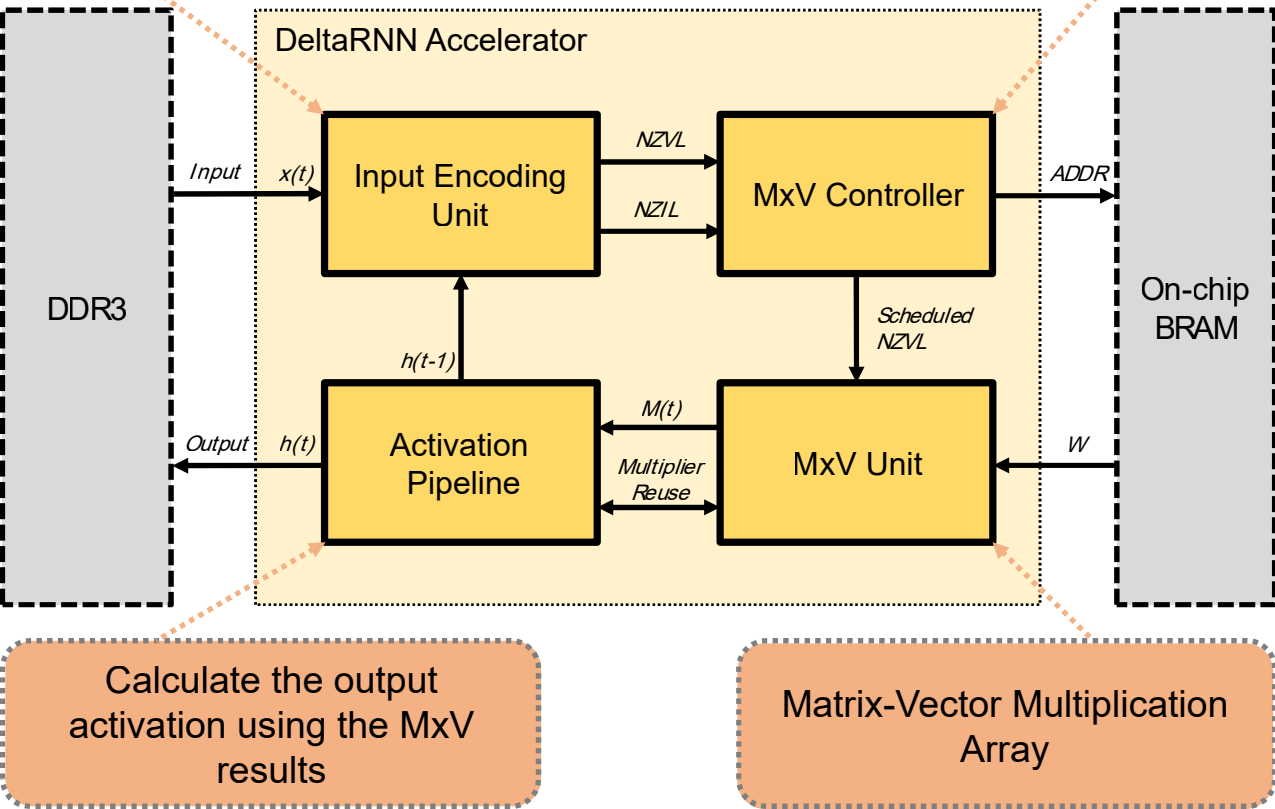 DeltaRNN Accelerator
DDR3
Input
x(t)
Input Encoding
Unit
NZVL
NZIL
MxV Controller
ADDR
On-chip
BRAM
h(t-1)
Scheduled
NZVL
Output
h(t)
Activation
Pipeline
M(t)
Multiplier
Reuse
MxV Unit
W
Calculate the output
activation using the MxV
results
Matrix-Vector Multiplication
Array